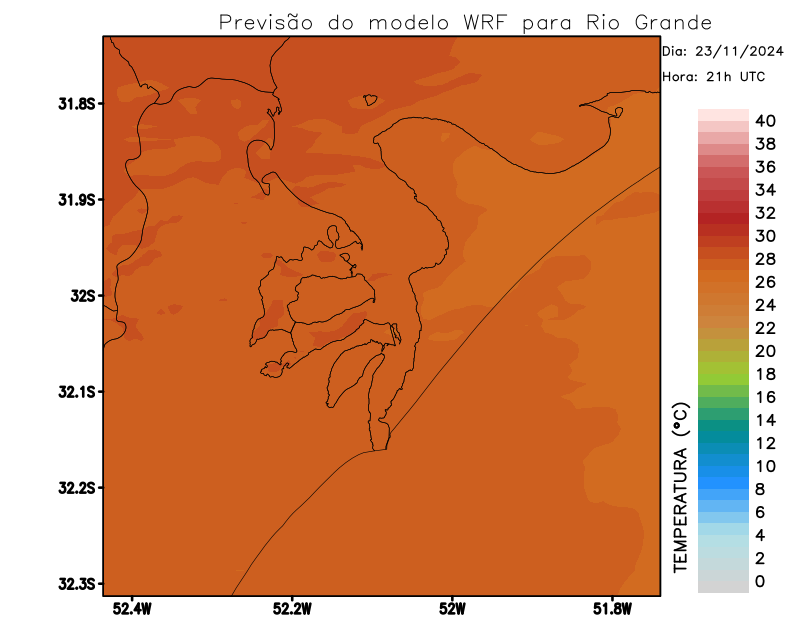 Previsão do modelo WRF para Rio Grande
Dia: 23/11/2024
Hora: 21h UTC
31.8S
31.9S
32S
32.1S
32.2S
32.3S
52.4W
52.2W
52W
51.8W
TEMPERATURA (°C)
40
38
36
34
32
30
28
26
24
22
20
18
16
14
12
10
8
6
4
2
0